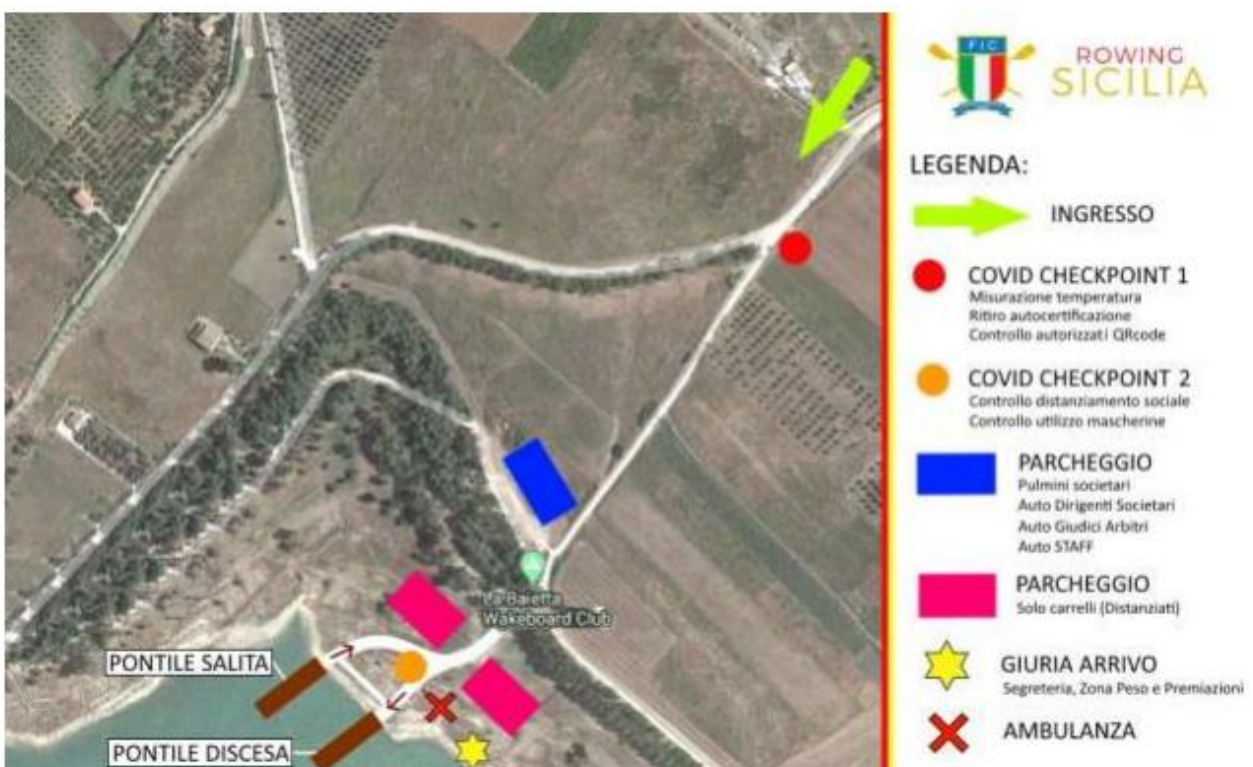 La Baietta
Wakeboard Club
PONTILE SALITA
PONTILE DISCESA
FIC
ROWING
SICILIA
LEGENDA:
INGRESSO
COVID CHECKPOINT 1
Misurazione temperatura
Ritiro autocertificazione
Controllo autorizzati QRcode
COVID CHECKPOINT 2
Controllo distanziamento sociale
Controllo utilizzo mascherine
PARCHEGGIO
Pulmini societari
Auto Dirigenti Societari
Auto Giudici Arbitri
Auto STAFF
PARCHEGGIO
Solo carrelli (Distanziati)
GIURIA ARRIVO
Segreteria, Zona Peso e Premiazioni
AMBULANZA